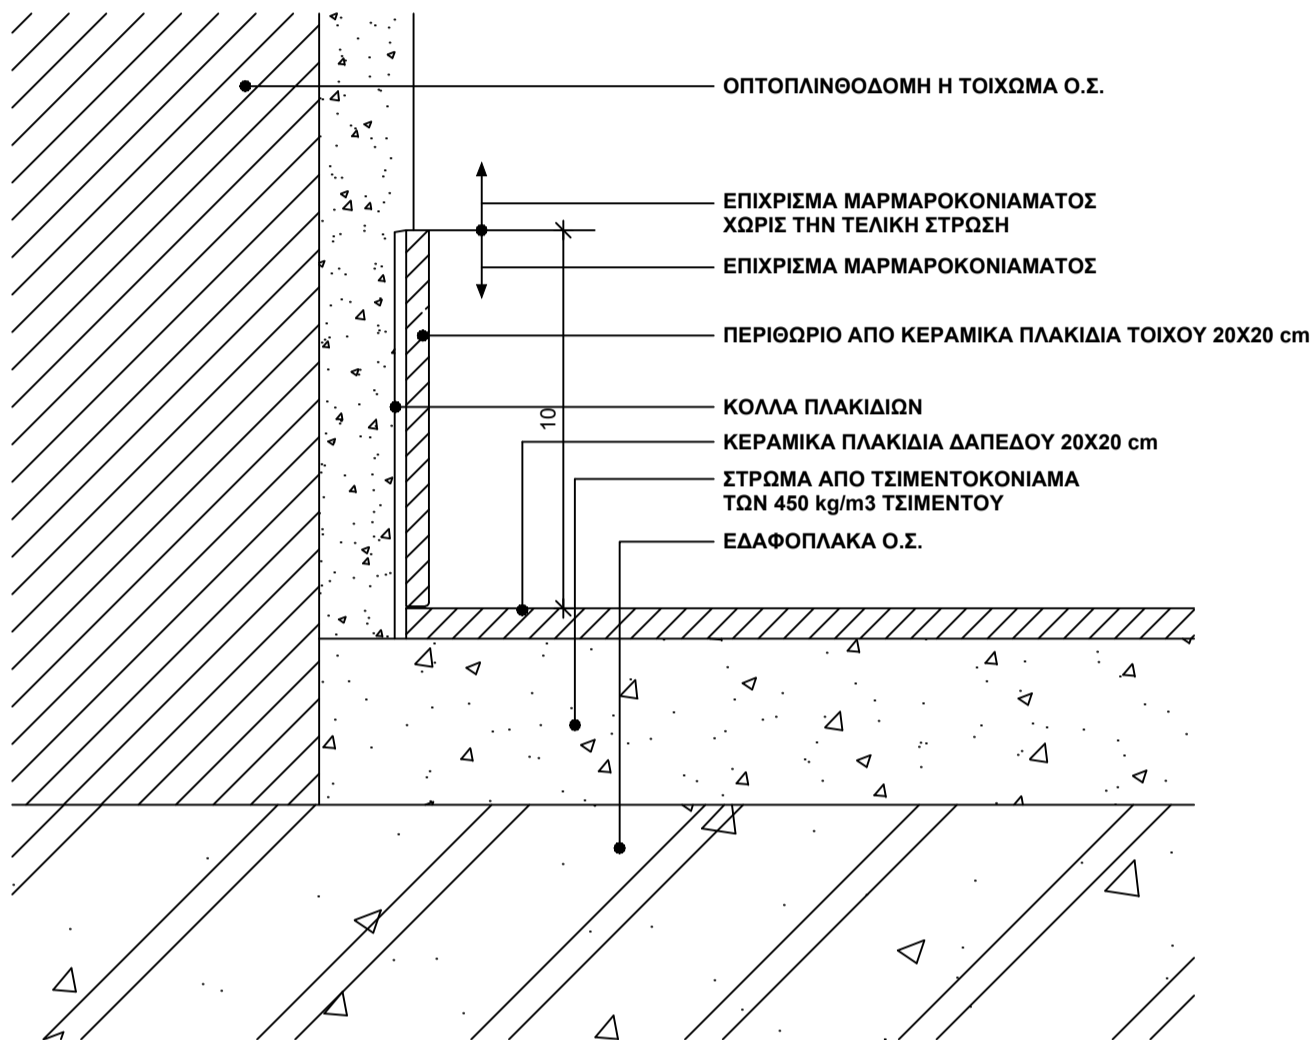 ΟΠΤΟΠΛΙΝΘΟΔΟΜΗ Η ΤΟΙΧΩΜΑ Ο.Σ.
ΕΠΙΧΡΙΣΜΑ ΜΑΡΜΑΡΟΚΟΝΙΑΜΑΤΟΣ
ΧΩΡΙΣ ΤΗΝ ΤΕΛΙΚΗ ΣΤΡΩΣΗ
ΕΠΙΧΡΙΣΜΑ ΜΑΡΜΑΡΟΚΟΝΙΑΜΑΤΟΣ
ΠΕΡΙΘΩΡΙΟ ΑΠΟ ΚΕΡΑΜΙΚΑ ΠΛΑΚΙΔΙΑ ΤΟΙΧΟΥ 20Χ20 cm
ΚΟΛΛΑ ΠΛΑΚΙΔΙΩΝ
10
ΚΕΡΑΜΙΚΑ ΠΛΑΚΙΔΙΑ ΔΑΠΕΔΟΥ 20Χ20 cm
ΣΤΡΩΜΑ ΑΠΟ ΤΣΙΜΕΝΤΟΚΟΝΙΑΜΑ
ΤΩΝ 450 kg/m3 ΤΣΙΜΕΝΤΟΥ
ΕΔΑΦΟΠΛΑΚΑ Ο.Σ.